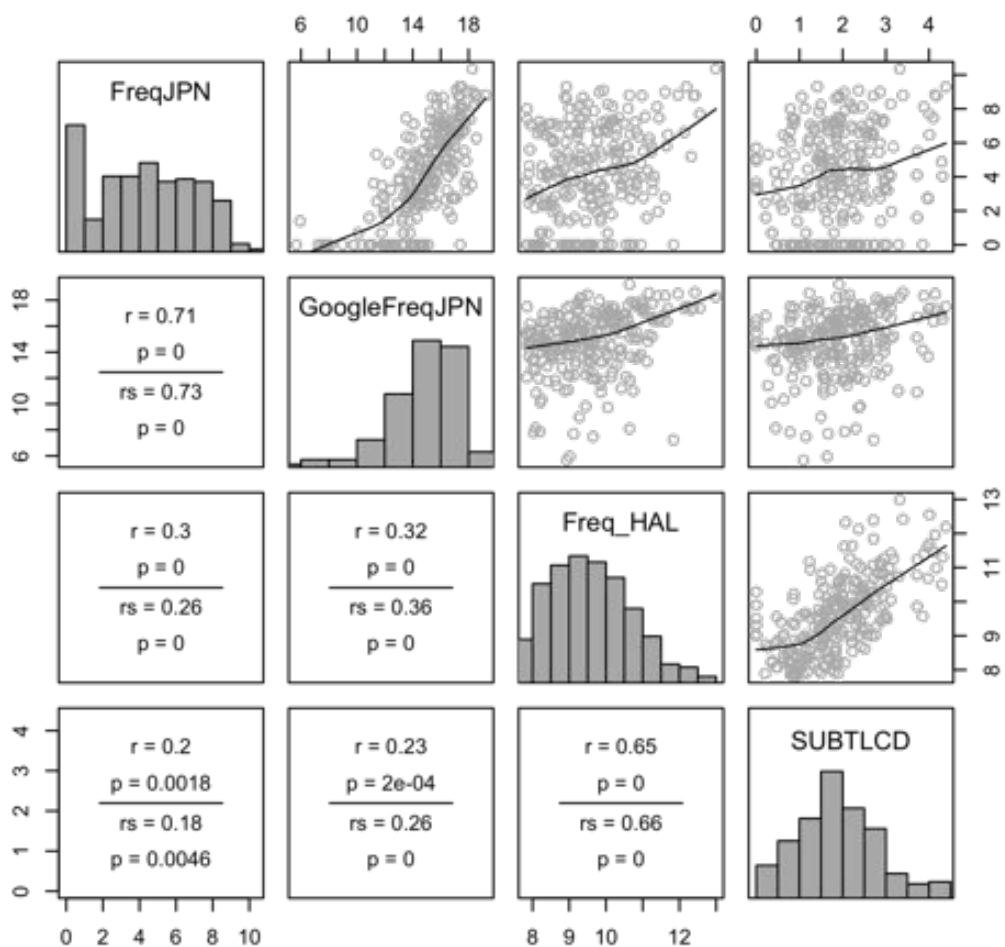 6 10 14 18
0 1 2 3 4
FreqJPN
0 2 4 6 8
6 10 14 18
r = 0.71
p = 0
rs = 0.73
p = 0
GoogleFreqJPN
r = 0.3
p = 0
rs = 0.26
p = 0
r = 0.32
p = 0
rs = 0.36
p = 0
Freq_HAL
8 9 11 13
0 1 2 3 4
r = 0.2
p = 0.0018
rs = 0.18
p = 0.0046
r = 0.23
p = 2e-04
rs = 0.26
p = 0
r = 0.65
p = 0
rs = 0.66
p = 0
SUBTLCD
0 2 4 6 8 10
8 9 10 12